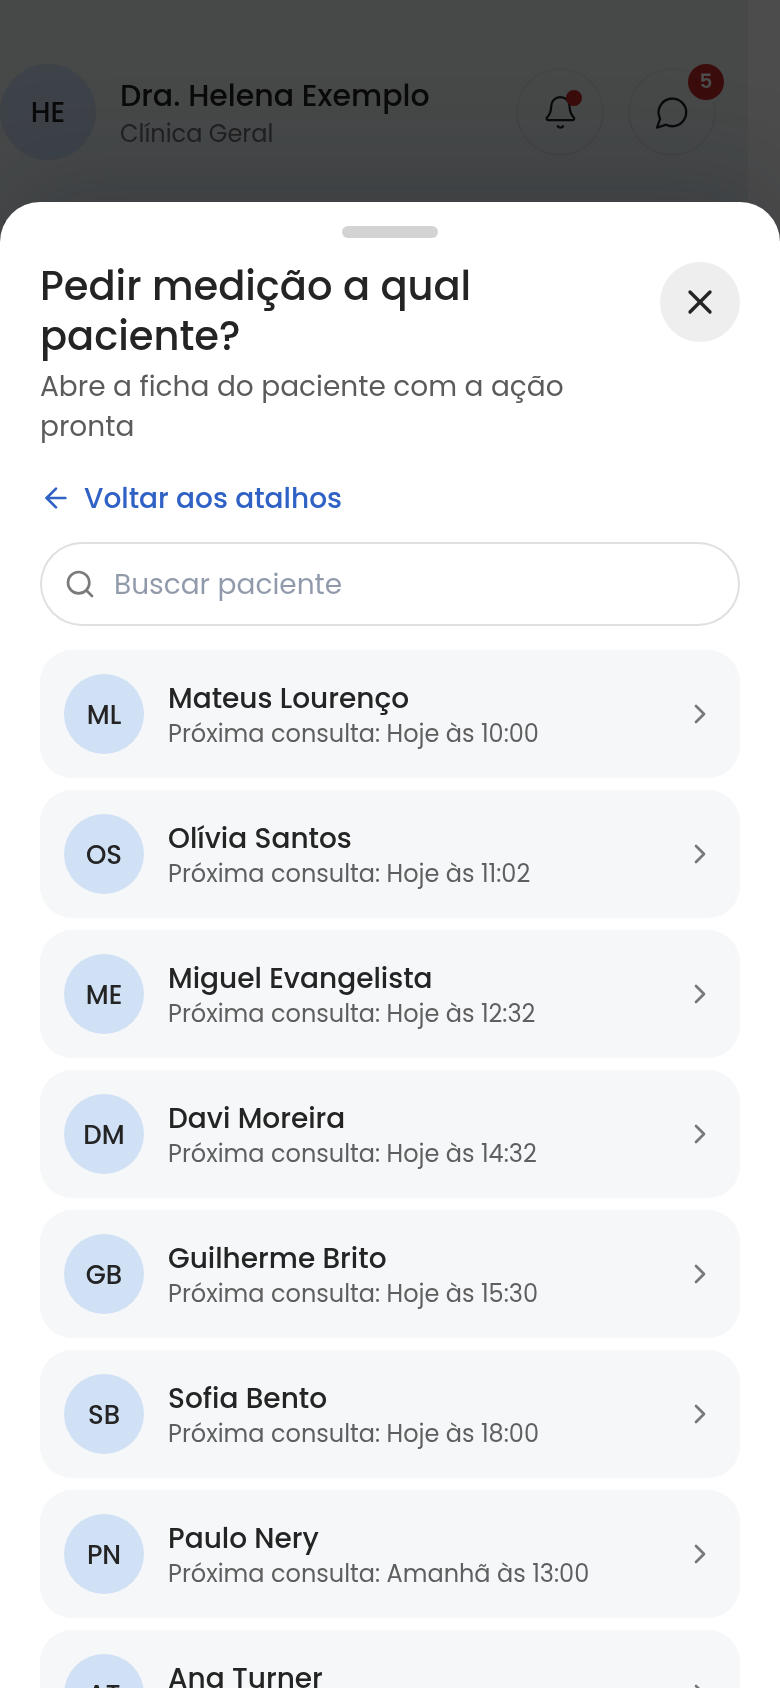 HE
Dra. Helena Exemplo
Clínica Geral
5
Pedir medição a qual
paciente?
Abre a ficha do paciente com a ação
pronta
Voltar aos atalhos
Buscar paciente
ML
Mateus Lourenço
Próxima consulta: Hoje às 10:00
OS
Olívia Santos
Próxima consulta: Hoje às 11:02
ME
Miguel Evangelista
Próxima consulta: Hoje às 12:32
DM
Davi Moreira
Próxima consulta: Hoje às 14:32
GB
Guilherme Brito
Próxima consulta: Hoje às 15:30
SB
Sofia Bento
Próxima consulta: Hoje às 18:00
PN
Paulo Nery
Próxima consulta: Amanhã às 13:00
Ana Turner